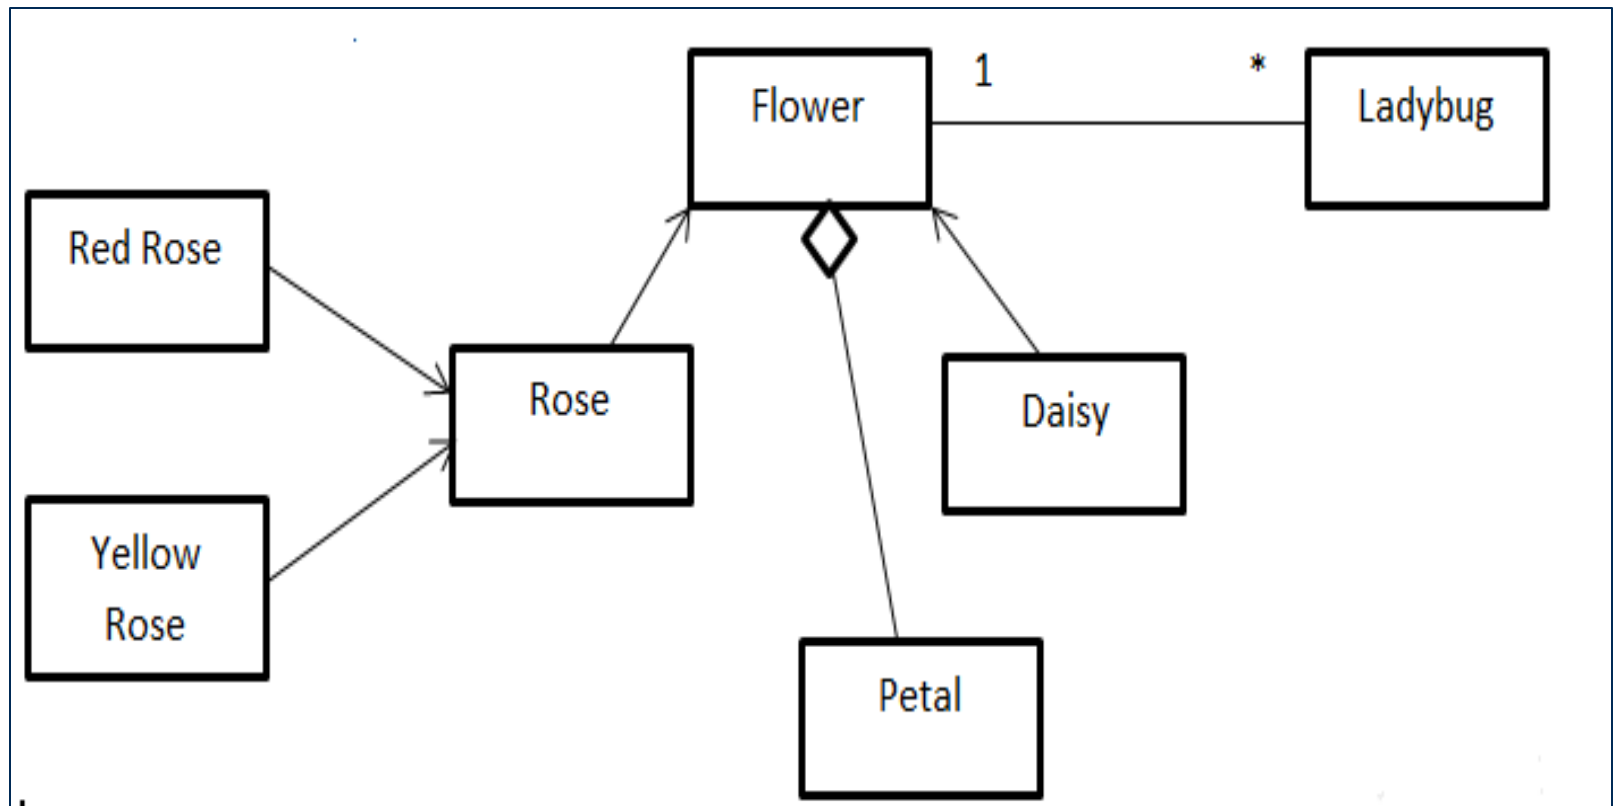 Flower
1
*
Ladybug
Red Rose
Rose
Daisy
Yellow
Rose
Petal